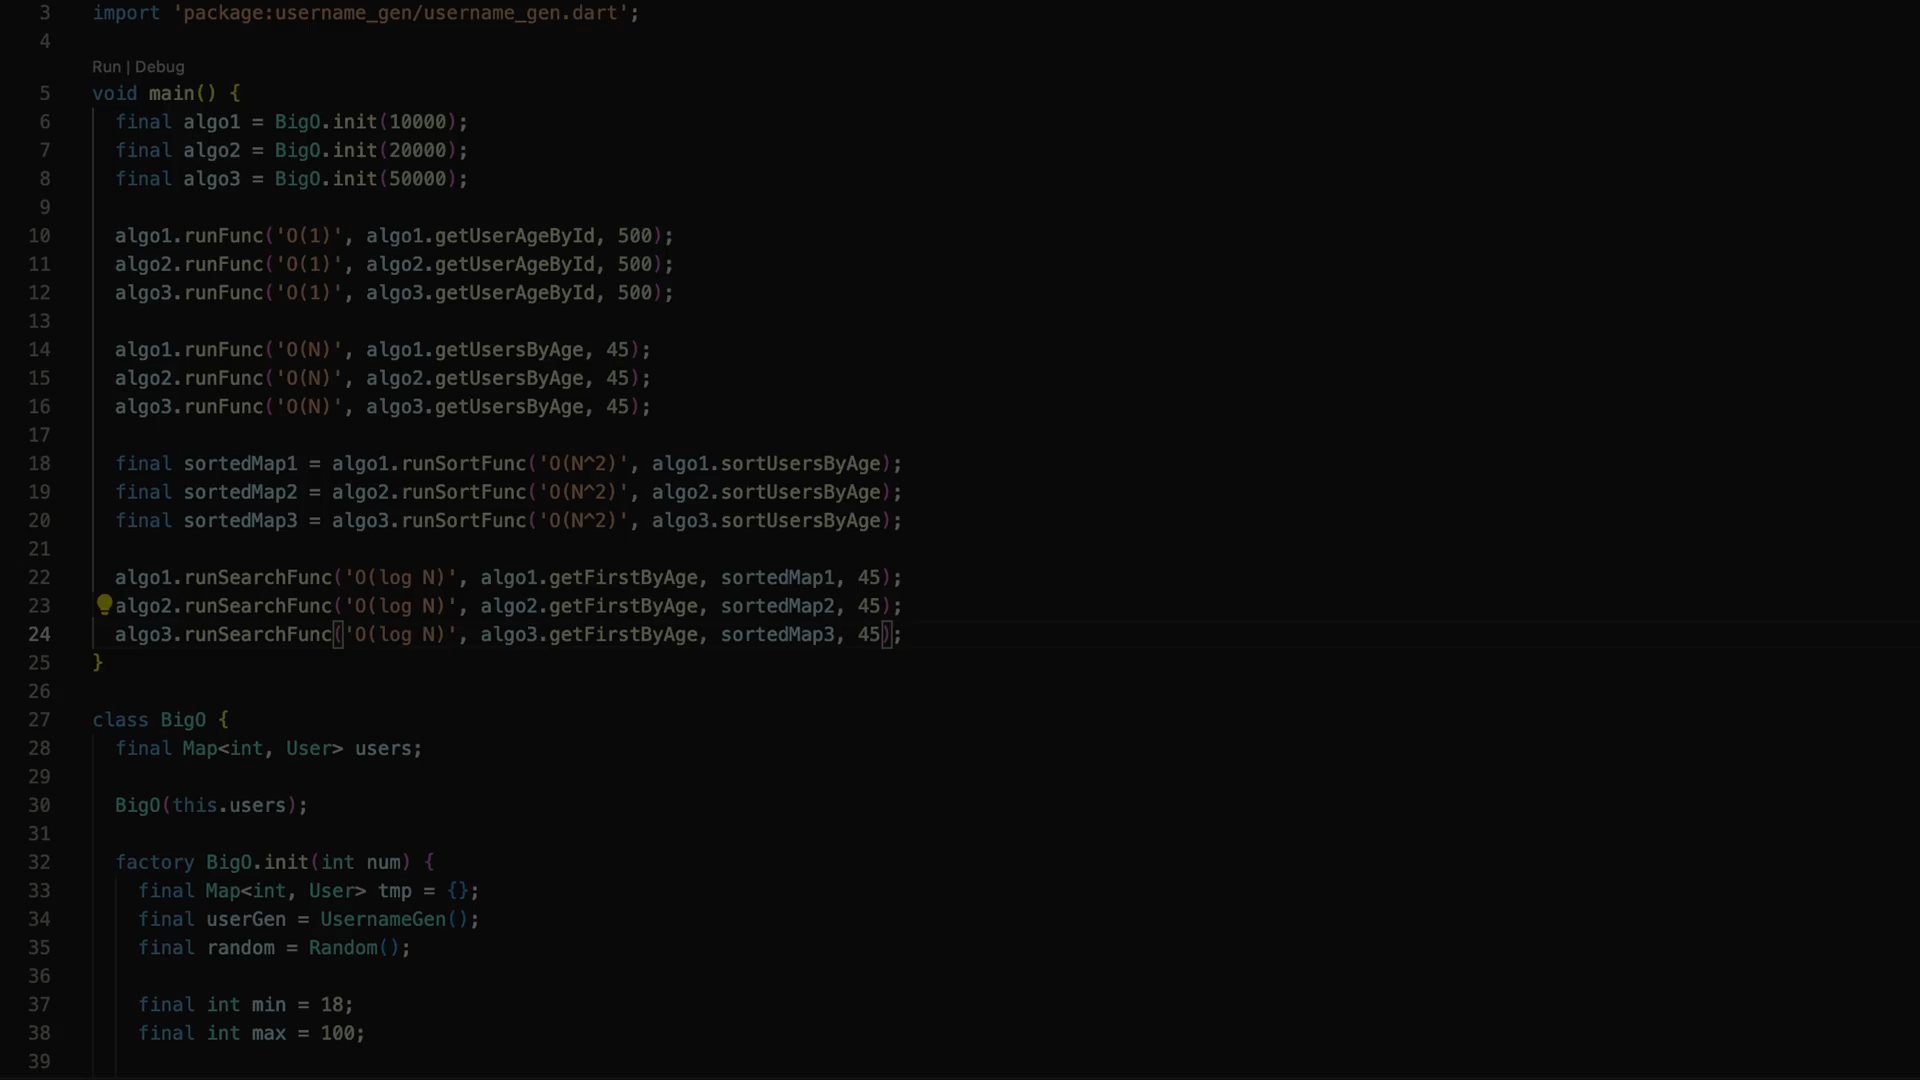 3 import 'package:username_gen/username_gen.dart';
4
Run | Debug
5 void main() {
6 final algo1 = BigO.init(10000);
7 final algo2 = BigO.init(20000);
8 final algo3 = BigO.init(50000);
9
10 algo1.runFunc('O(1)', algo1.getUserAgeById, 500);
11 algo2.runFunc('O(1)', algo2.getUserAgeById, 500);
12 algo3.runFunc('O(1)', algo3.getUserAgeById, 500);
13
14 algo1.runFunc('O(N)', algo1.getUsersByAge, 45);
15 algo2.runFunc('O(N)', algo2.getUsersByAge, 45);
16 algo3.runFunc('O(N)', algo3.getUsersByAge, 45);
17
18 final sortedMap1 = algo1.runSortFunc('O(N^2)', algo1.sortUsersByAge);
19 final sortedMap2 = algo2.runSortFunc('O(N^2)', algo2.sortUsersByAge);
20 final sortedMap3 = algo3.runSortFunc('O(N^2)', algo3.sortUsersByAge);
21
22 algo1.runSearchFunc('O(log N)', algo1.getFirstByAge, sortedMap1, 45);
23 algo2.runSearchFunc('O(log N)', algo2.getFirstByAge, sortedMap2, 45);
24 algo3.runSearchFunc('O(log N)', algo3.getFirstByAge, sortedMap3, 45);
25 }
26
27 class BigO {
28 final Map<int, User> users;
29
30 BigO(this.users);
31
32 factory BigO.init(int num) {
33 final Map<int, User> tmp = {};
34 final userGen = UsernameGen();
35 final random = Random();
36
37 final int min = 18;
38 final int max = 100;
39